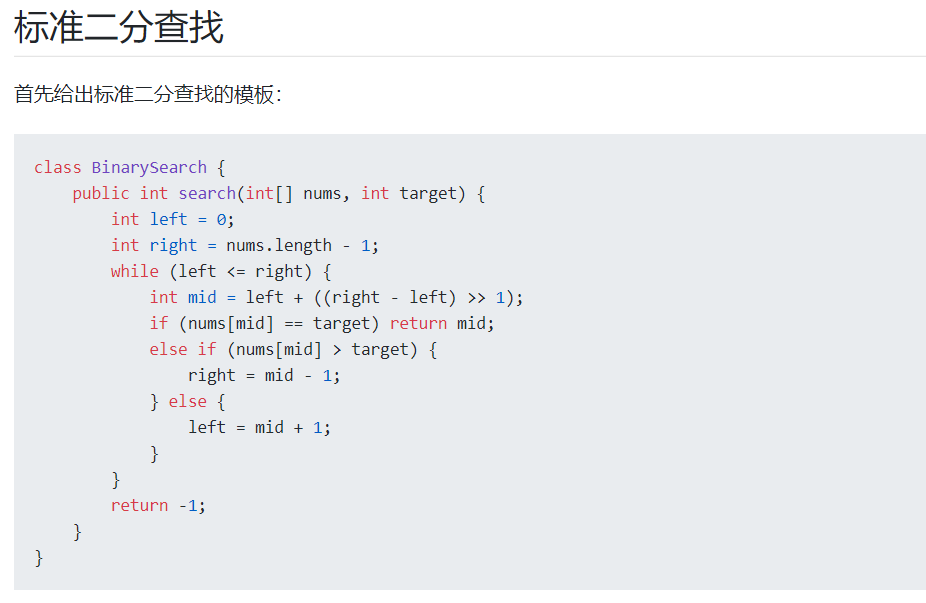 标准二分查找
首先给出标准二分查找的模板：
class BinarySearch {
    public int search(int[] nums, int target) {
        int left = 0;
        int right = nums.length - 1;
        while (left <= right) {
            int mid = left + ((right - left) >> 1);
            if (nums[mid] == target) return mid;
            else if (nums[mid] > target) {
                right = mid - 1;
            } else {
                left = mid + 1;
            }
        }
        return -1;
    }
}